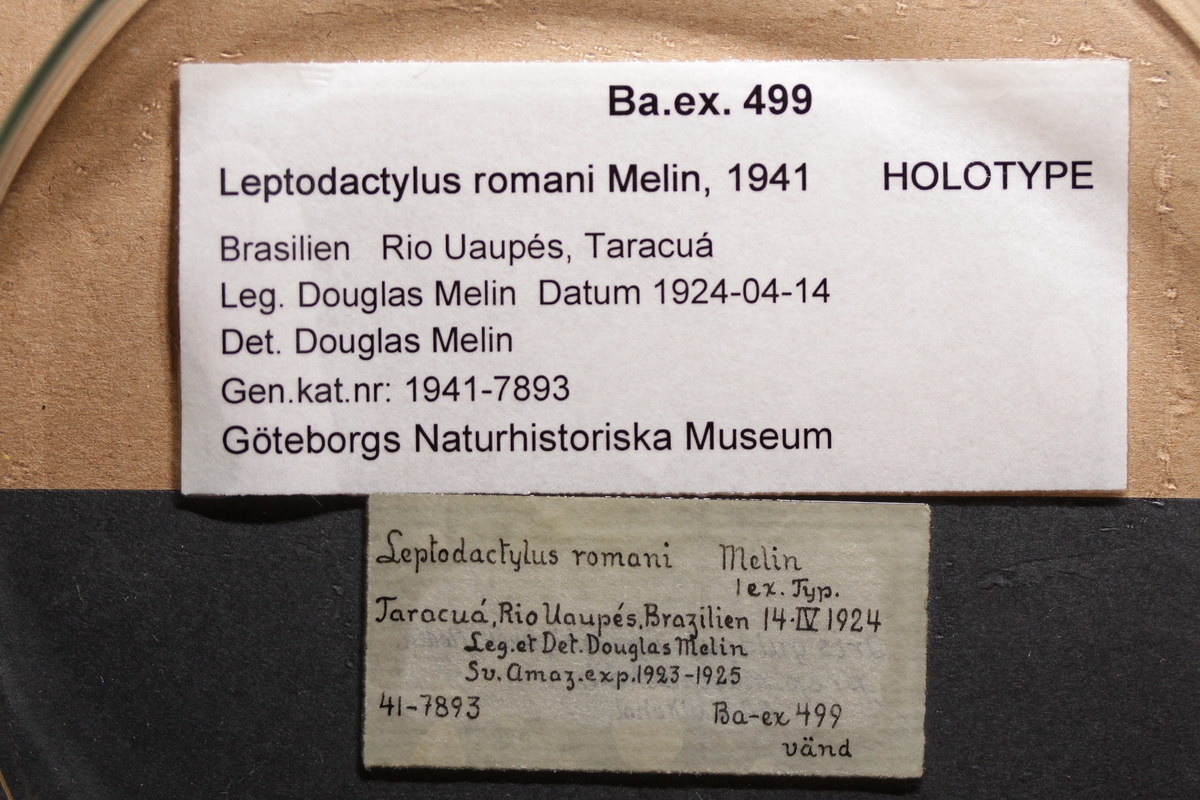 Ba.ex. 499
Leptodactylus romani Melin, 1941 HOLOTYPE
Brasilien Rio Uaupés, Taracuá
Leg. Douglas Melin Datum 1924-04-14
Det. Douglas Melin
Gen.kat.nr: 1941-7893
Göteborgs Naturhistoriska Museum
Leptodactylus romani Melin
1 ex. Typ.
Taracuá, Rio Uaupés, Brazilien 14·IV 1924
Leg. et Det. Douglas Melin
Sv. Amaz. exp. 1923-1925
41-7893 Ba-ex 499
vänd